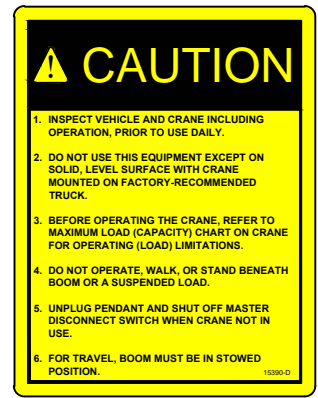 CAUTION
1. INSPECT VEHICLE AND CRANE INCLUDING
OPERATION, PRIOR TO USE DAILY.
2. DO NOT USE THIS EQUIPMENT EXCEPT ON
SOLID, LEVEL SURFACE WITH CRANE
MOUNTED ON FACTORY-RECOMMENDED
TRUCK.
3. BEFORE OPERATING THE CRANE, REFER TO
MAXIMUM LOAD (CAPACITY) CHART ON CRANE
FOR OPERATING (LOAD) LIMITATIONS.
4. DO NOT OPERATE, WALK, OR STAND BENEATH
BOOM OR A SUSPENDED LOAD.
5. UNPLUG PENDANT AND SHUT OFF MASTER
DISCONNECT SWITCH WHEN CRANE NOT IN
USE.
6. FOR TRAVEL, BOOM MUST BE IN STOWED
POSITION. 15390-D